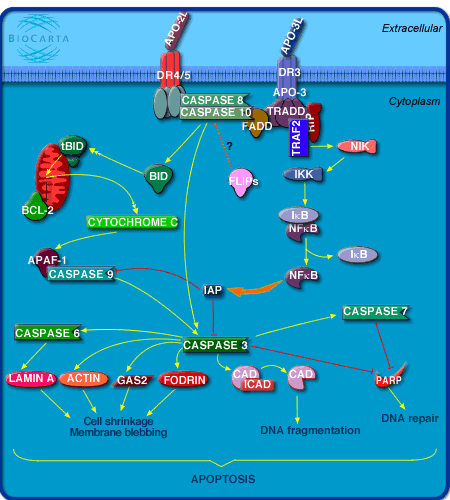 BIOCARTA
APO-2L
APO-3L
Extracellular
DR4/5
DR3
APO-3
Cytoplasm
CASPASE 8
CASPASE 10
TRADD
RIP
FADD
TRAF2
tBID
?
NIK
BID
FLIPs
IKK
BCL-2
CYTOCHROME C
IκB
NFκB
IκB
APAF-1
CASPASE 9
NFκB
IAP
CASPASE 7
CASPASE 6
CASPASE 3
LAMIN A
ACTIN
GAS2
FODRIN
CAD
ICAD
CAD
PARP
Cell shrinkage
Membrane blebbing
DNA fragmentation
DNA repair
APOPTOSIS